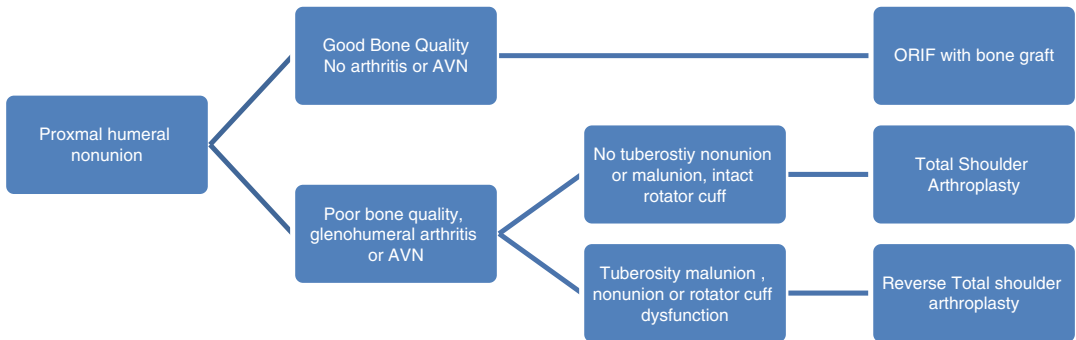 Good Bone Quality
No arthritis or AVN
ORIF with bone graft
Proxmal humeral
nonunion
No tuberostiy nonunion
or malunion, intact
rotator cuff
Total Shoulder
Arthroplasty
Poor bone quality,
glenohumeral arthritis
or AVN
Tuberosity malunion ,
nonunion or rotator cuff
dysfunction
Reverse Total shoulder
arthroplasty